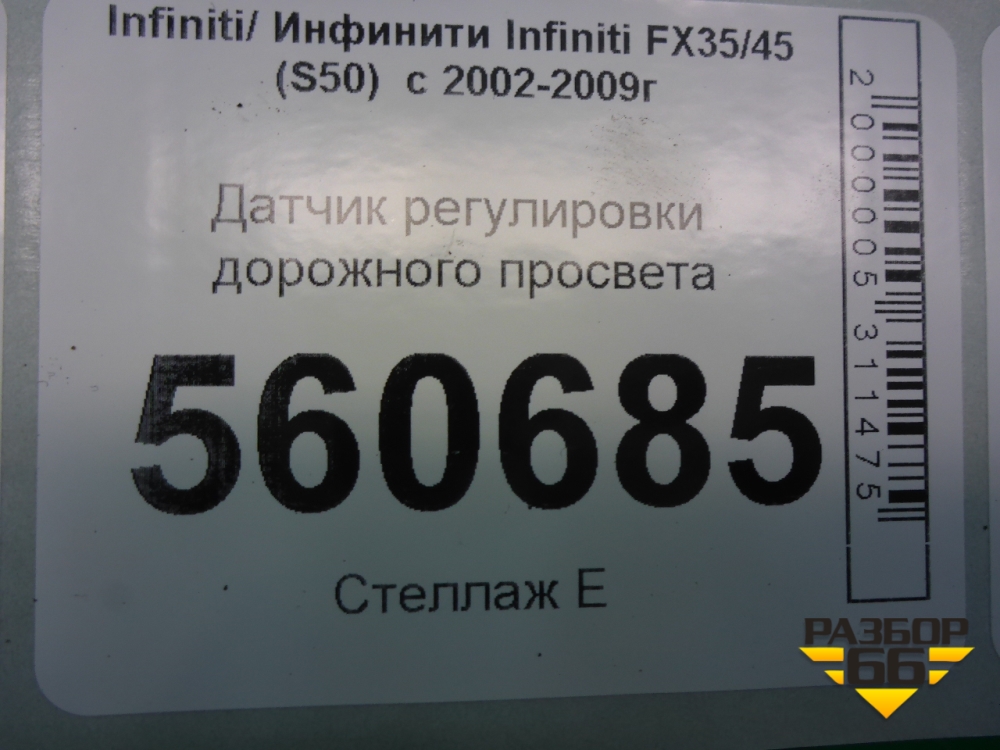 Infiniti/ Инфинити Infiniti FX35/45
(S50) с 2002-2009г
Датчик регулировки
дорожного просвета
560685
Стеллаж Е
2000005311475
РАЗБОР
66